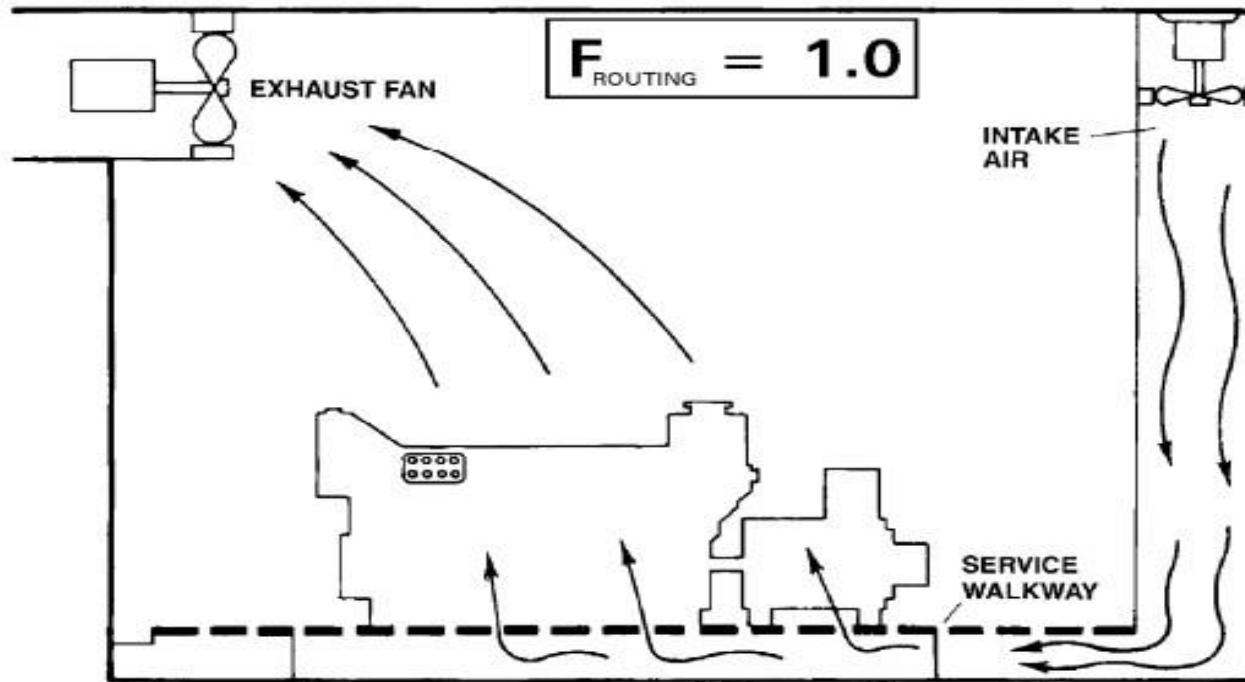 F ROUTING = 1.0
EXHAUST FAN
INTAKE
AIR
SERVICE
WALKWAY